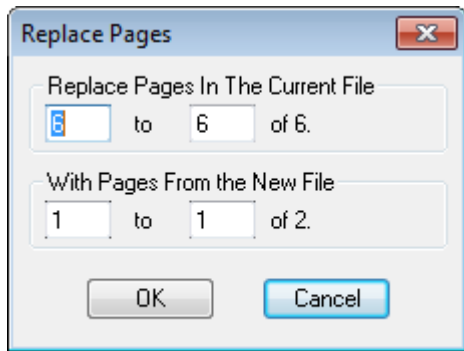 Replace Pages
Replace Pages In The Current File
6 to 6 of 6.
With Pages From the New File
1 to 1 of 2.
OK Cancel